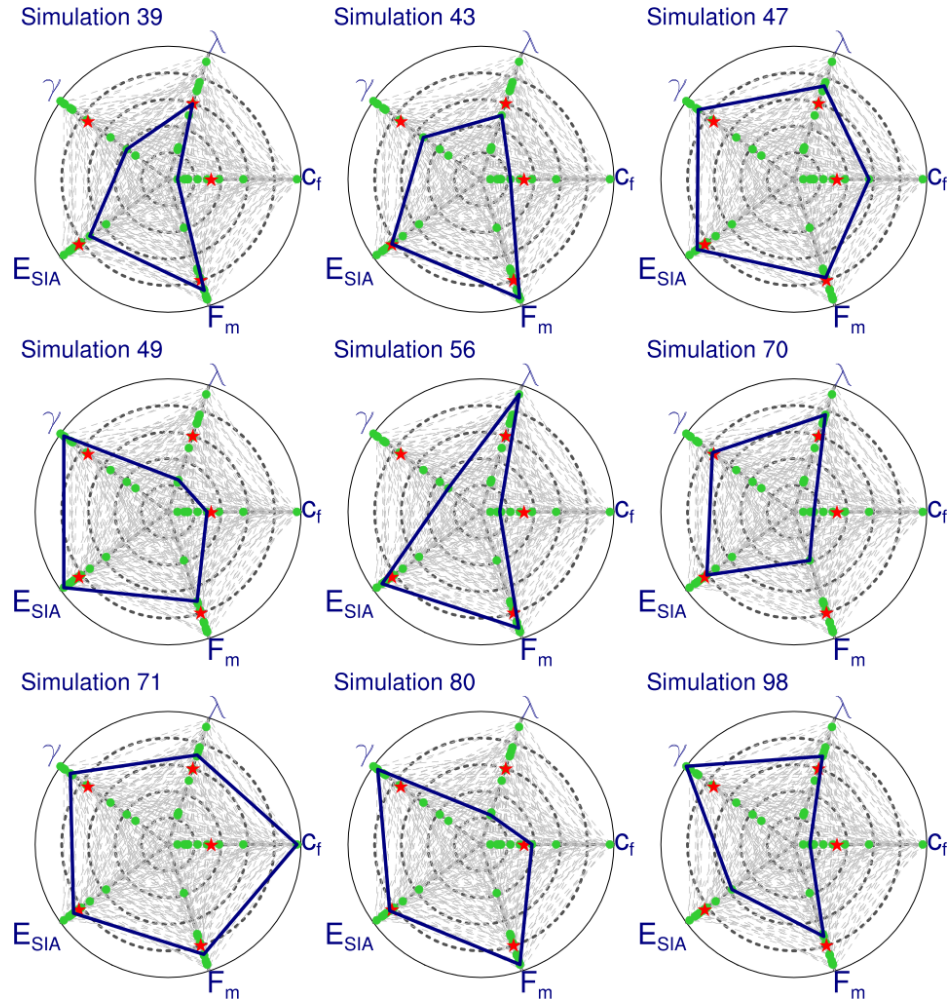 Simulation 39
λ
γ
c_f
E_SIA
F_m
Simulation 43
λ
γ
c_f
E_SIA
F_m
Simulation 47
λ
γ
c_f
E_SIA
F_m
Simulation 49
λ
γ
c_f
E_SIA
F_m
Simulation 56
λ
γ
c_f
E_SIA
F_m
Simulation 70
λ
γ
c_f
E_SIA
F_m
Simulation 71
λ
γ
c_f
E_SIA
F_m
Simulation 80
λ
γ
c_f
E_SIA
F_m
Simulation 98
λ
γ
c_f
E_SIA
F_m